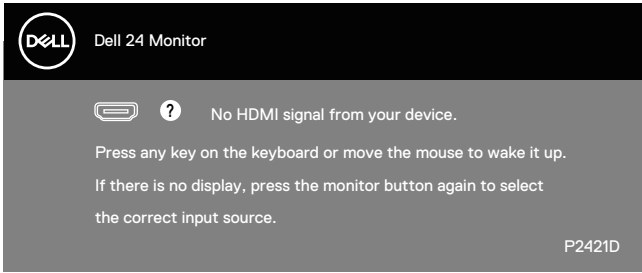 DELL
Dell 24 Monitor
? No HDMI signal from your device.
Press any key on the keyboard or move the mouse to wake it up.
If there is no display, press the monitor button again to select
the correct input source.
P2421D